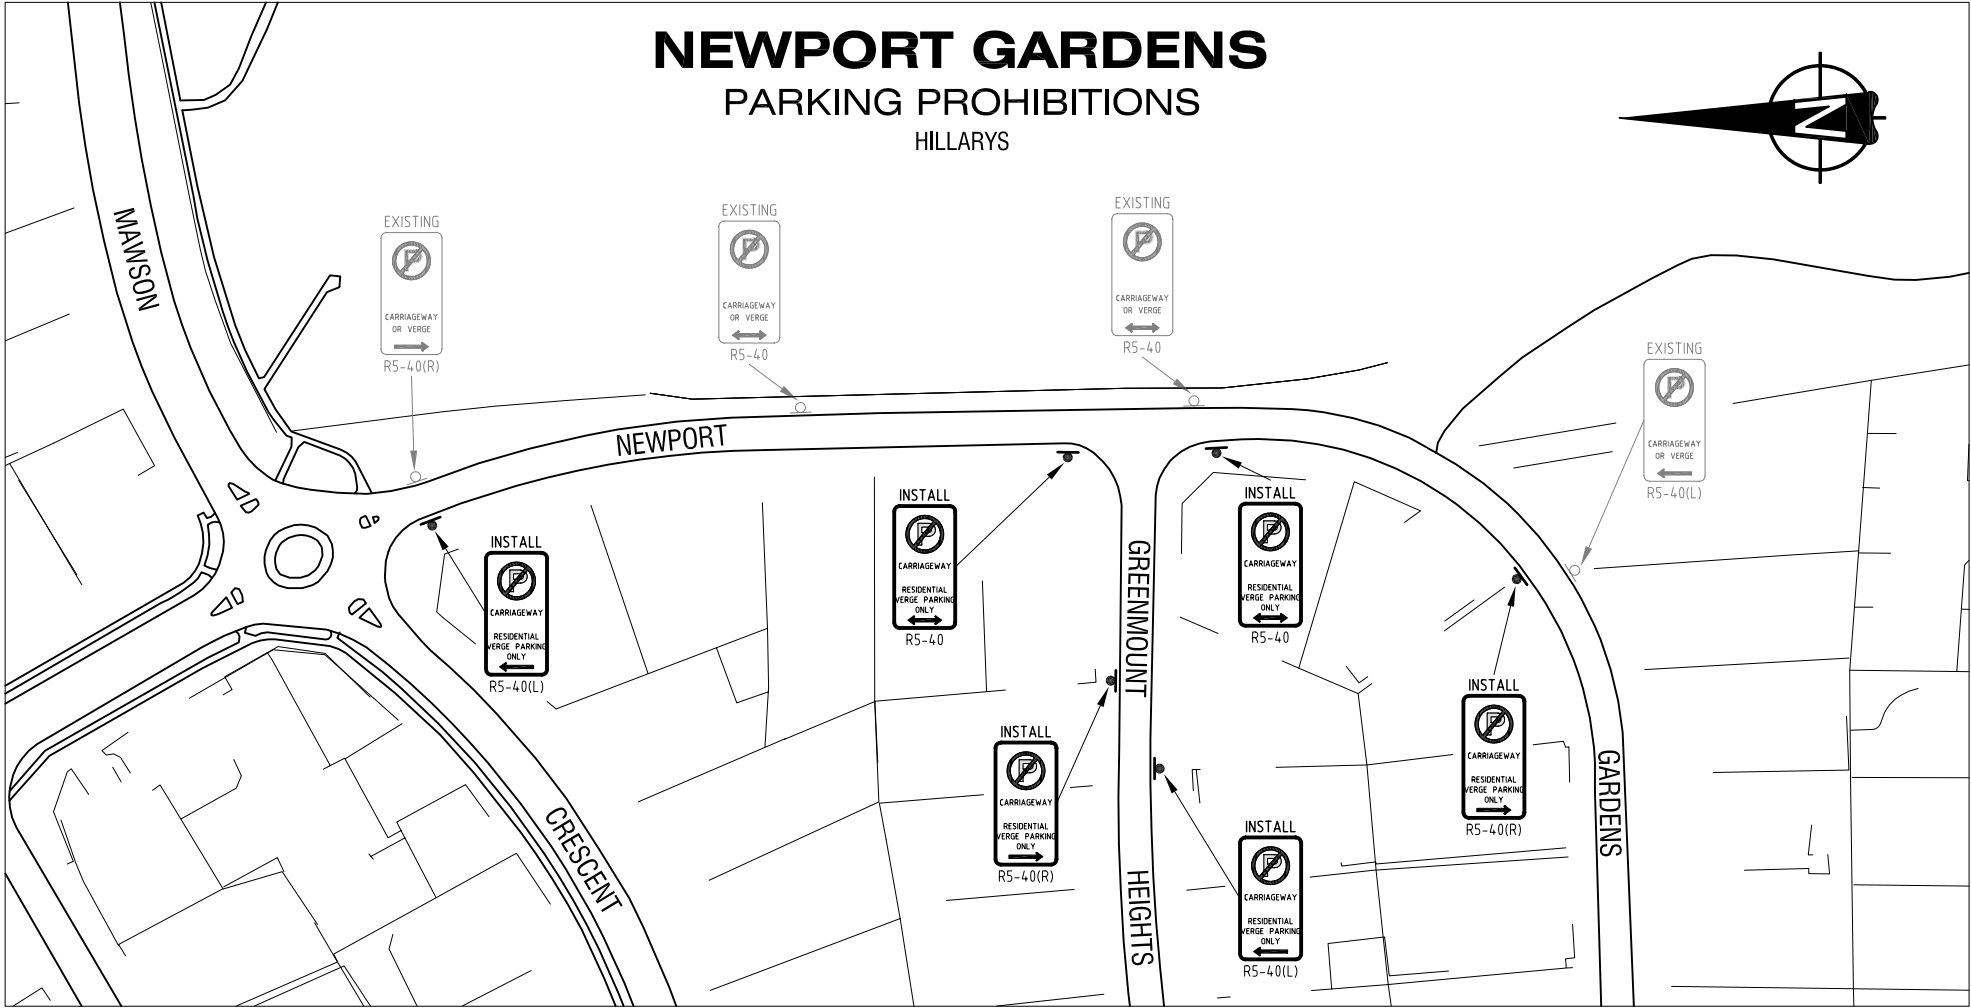 NEWPORT GARDENS
PARKING PROHIBITIONS
HILLARYS
N
MAWSON
EXISTING
P
CARRIAGEWAY
OR VERGE
R5-40(R)
EXISTING
P
CARRIAGEWAY
OR VERGE
R5-40
EXISTING
P
CARRIAGEWAY
OR VERGE
R5-40
EXISTING
P
CARRIAGEWAY
OR VERGE
R5-40(L)
NEWPORT
INSTALL
P
CARRIAGEWAY
RESIDENTIAL
VERGE PARKING
ONLY
R5-40(L)
INSTALL
P
CARRIAGEWAY
RESIDENTIAL
VERGE PARKING
ONLY
R5-40
GREENMOUNT
INSTALL
P
CARRIAGEWAY
RESIDENTIAL
VERGE PARKING
ONLY
R5-40
INSTALL
P
CARRIAGEWAY
RESIDENTIAL
VERGE PARKING
ONLY
R5-40(R)
INSTALL
P
CARRIAGEWAY
RESIDENTIAL
VERGE PARKING
ONLY
R5-40(R)
GARDENS
CRESCENT
HEIGHTS
INSTALL
P
CARRIAGEWAY
RESIDENTIAL
VERGE PARKING
ONLY
R5-40(L)